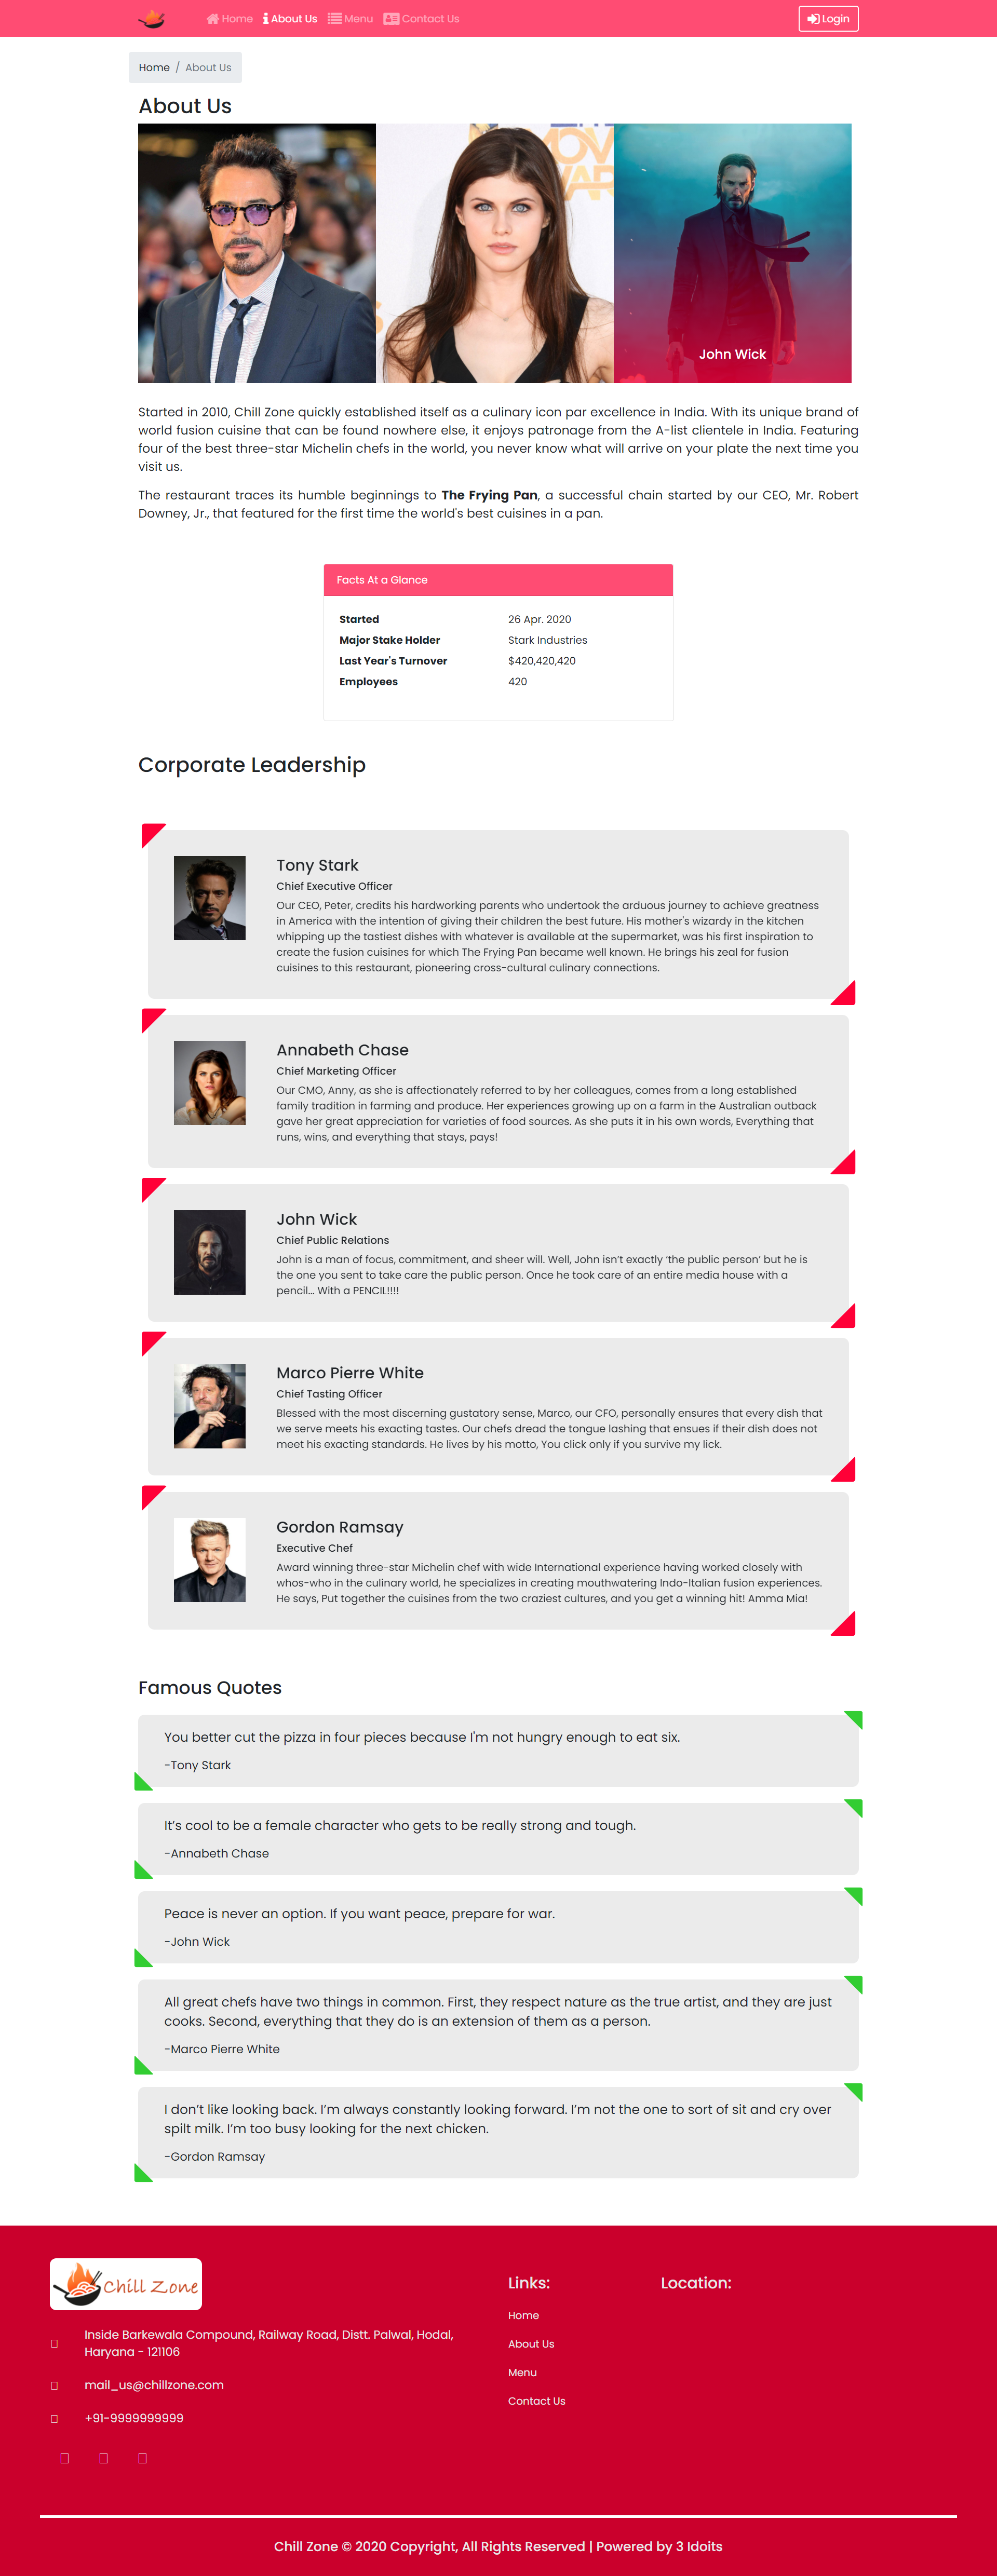 Home
About Us
Menu
Contact Us
Login
Home / About Us
About Us
MOV
John Wick
Started in 2010, Chill Zone quickly established itself as a culinary icon par excellence in India. With its unique brand of
world fusion cuisine that can be found nowhere else, it enjoys patronage from the A-list clientele in India. Featuring
four of the best three-star Michelin chefs in the world, you never know what will arrive on your plate the next time you
visit us.
The restaurant traces its humble beginnings to The Frying Pan, a successful chain started by our CEO, Mr. Robert
Downey, Jr., that featured for the first time the world's best cuisines in a pan.
Facts At a Glance
Started 26 Apr. 2020
Major Stake Holder Stark Industries
Last Year's Turnover $420,420,420
Employees 420
Corporate Leadership
Tony Stark
Chief Executive Officer
Our CEO, Peter, credits his hardworking parents who undertook the arduous journey to achieve greatness
in America with the intention of giving their children the best future. His mother's wizardy in the kitchen
whipping up the tastiest dishes with whatever is available at the supermarket, was his first inspiration to
create the fusion cuisines for which The Frying Pan became well known. He brings his zeal for fusion
cuisines to this restaurant, pioneering cross-cultural culinary connections.
Annabeth Chase
Chief Marketing Officer
Our CMO, Anny, as she is affectionately referred to by her colleagues, comes from a long established
family tradition in farming and produce. Her experiences growing up on a farm in the Australian outback
gave her great appreciation for varieties of food sources. As she puts it in his own words, Everything that
runs, wins, and everything that stays, pays!
John Wick
Chief Public Relations
John is a man of focus, commitment, and sheer will. Well, John isn’t exactly ‘the public person’ but he is
the one you sent to take care the public person. Once he took care of an entire media house with a
pencil... With a PENCIL!!!!
Marco Pierre White
Chief Tasting Officer
Blessed with the most discerning gustatory sense, Marco, our CFO, personally ensures that every dish that
we serve meets his exacting tastes. Our chefs dread the tongue lashing that ensues if their dish does not
meet his exacting standards. He lives by his motto, You click only if you survive my lick.
Gordon Ramsay
Executive Chef
Award winning three-star Michelin chef with wide International experience having worked closely with
whos-who in the culinary world, he specializes in creating mouthwatering Indo-Italian fusion experiences.
He says, Put together the cuisines from the two craziest cultures, and you get a winning hit! Amma Mia!
Famous Quotes
You better cut the pizza in four pieces because I'm not hungry enough to eat six.
-Tony Stark
It’s cool to be a female character who gets to be really strong and tough.
-Annabeth Chase
Peace is never an option. If you want peace, prepare for war.
-John Wick
All great chefs have two things in common. First, they respect nature as the true artist, and they are just
cooks. Second, everything that they do is an extension of them as a person.
-Marco Pierre White
I don’t like looking back. I’m always constantly looking forward. I’m not the one to sort of sit and cry over
spilt milk. I’m too busy looking for the next chicken.
-Gordon Ramsay
Chill Zone
Inside Barkewala Compound, Railway Road, Distt. Palwal, Hodal,
Haryana - 121106
mail_us@chillzone.com
+91-9999999999
Links:
Home
About Us
Menu
Contact Us
Location:
Chill Zone © 2020 Copyright, All Rights Reserved | Powered by 3 Idoits